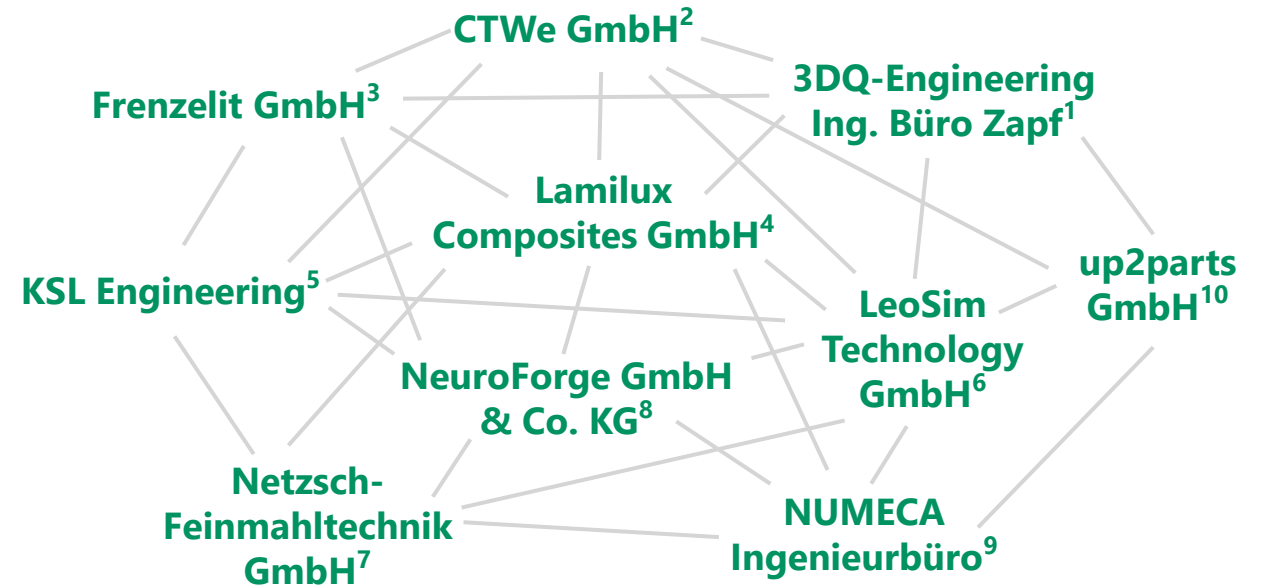 CTWe GmbH²
3DQ-Engineering
Ing. Büro Zapf¹
Frenzelit GmbH³
Lamilux
Composites GmbH⁴
KSL Engineering⁵
up2parts
GmbH¹⁰
LeoSim
Technology
GmbH⁶
NeuroForge GmbH
& Co. KG⁸
Netzsch-
Feinmahltechnik
GmbH⁷
NUMECA
Ingenieurbüro⁹